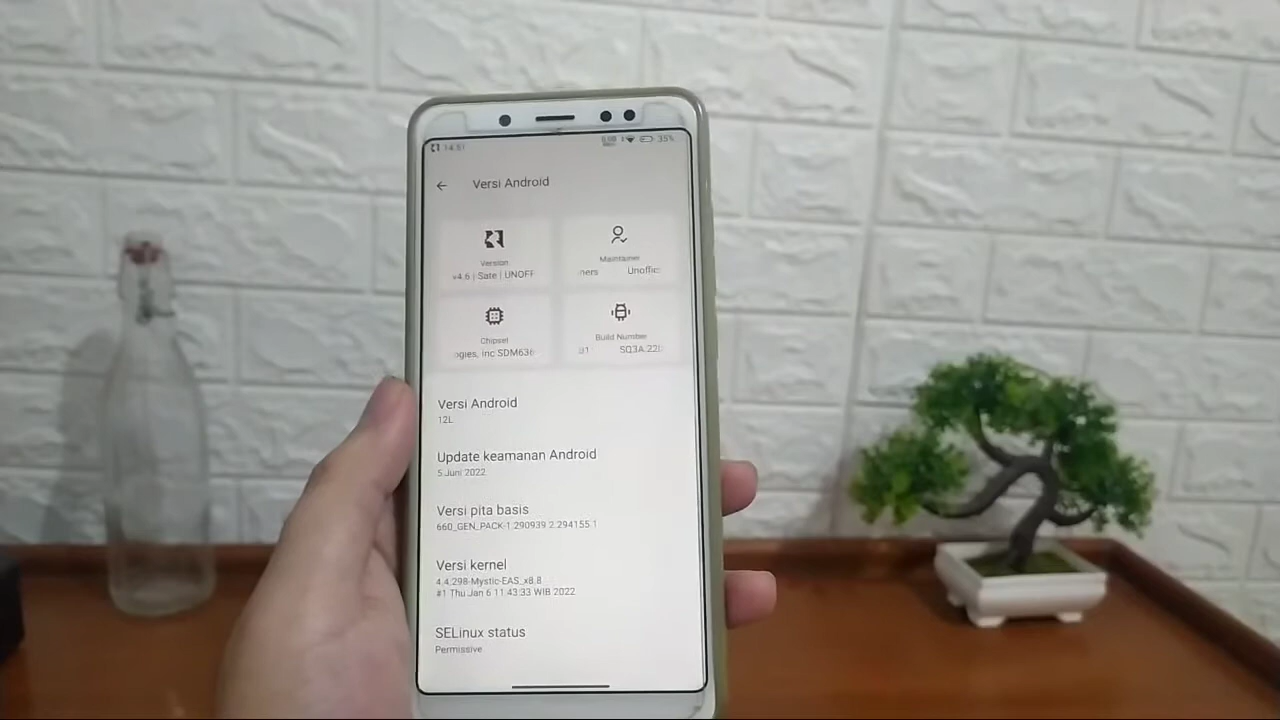 14.51
35%
Versi Android
Version
v4.6 | Sate | UNOFF
Maintainer
ners Unoffic
Chipset
ogies, Inc SDM636
Build Number
SQ3A.22
Versi Android
12L
Update keamanan Android
5 Juni 2022
Versi pita basis
660_GEN_PACK-1.290939.2.294155.1
Versi kernel
4.4.298-Mystic-EAS_x8.8
#1 Thu Jan 6 11:43:33 WIB 2022
SELinux status
Permissive